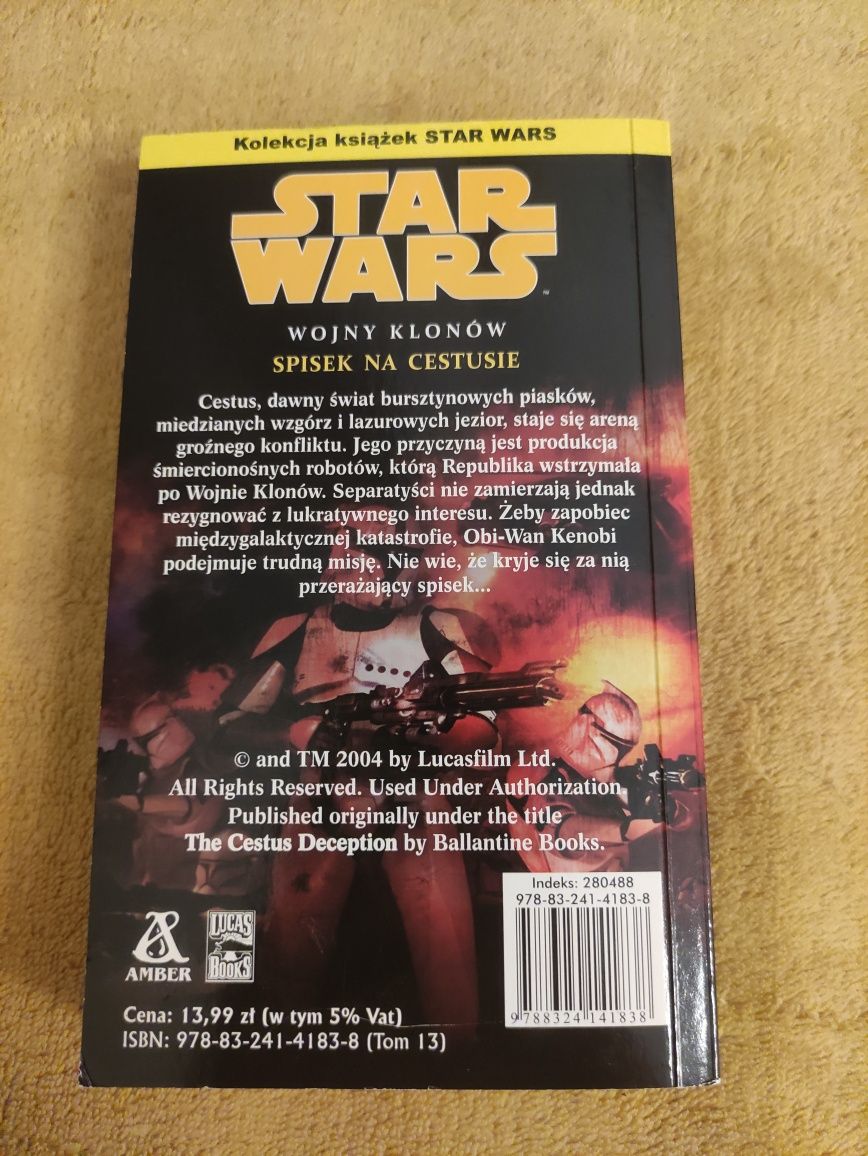 Kolekcja książek STAR WARS
STAR
WARS
™
WOJNY KLONÓW
SPISEK NA CESTUSIE
Cestus, dawny świat bursztynowych piasków,
miedzianych wzgórz i lazurowych jezior, staje się areną
groźnego konfliktu. Jego przyczyną jest produkcja
śmiercionośnych robotów, którą Republika wstrzymała
po Wojnie Klonów. Separatyści nie zamierzają jednak
rezygnować z lukratywnego interesu. Żeby zapobiec
międzygalaktycznej katastrofie, Obi-Wan Kenobi
podejmuje trudną misję. Nie wie, że kryje się za nią
przerażający spisek...
© and TM 2004 by Lucasfilm Ltd.
All Rights Reserved. Used Under Authorization.
Published originally under the title
The Cestus Deception by Ballantine Books.
Indeks: 280488
978-83-241-4183-8
9 788324 141838
AMBER
LUCAS
BOOKS
Cena: 13,99 zł (w tym 5% Vat)
ISBN: 978-83-241-4183-8 (Tom 13)